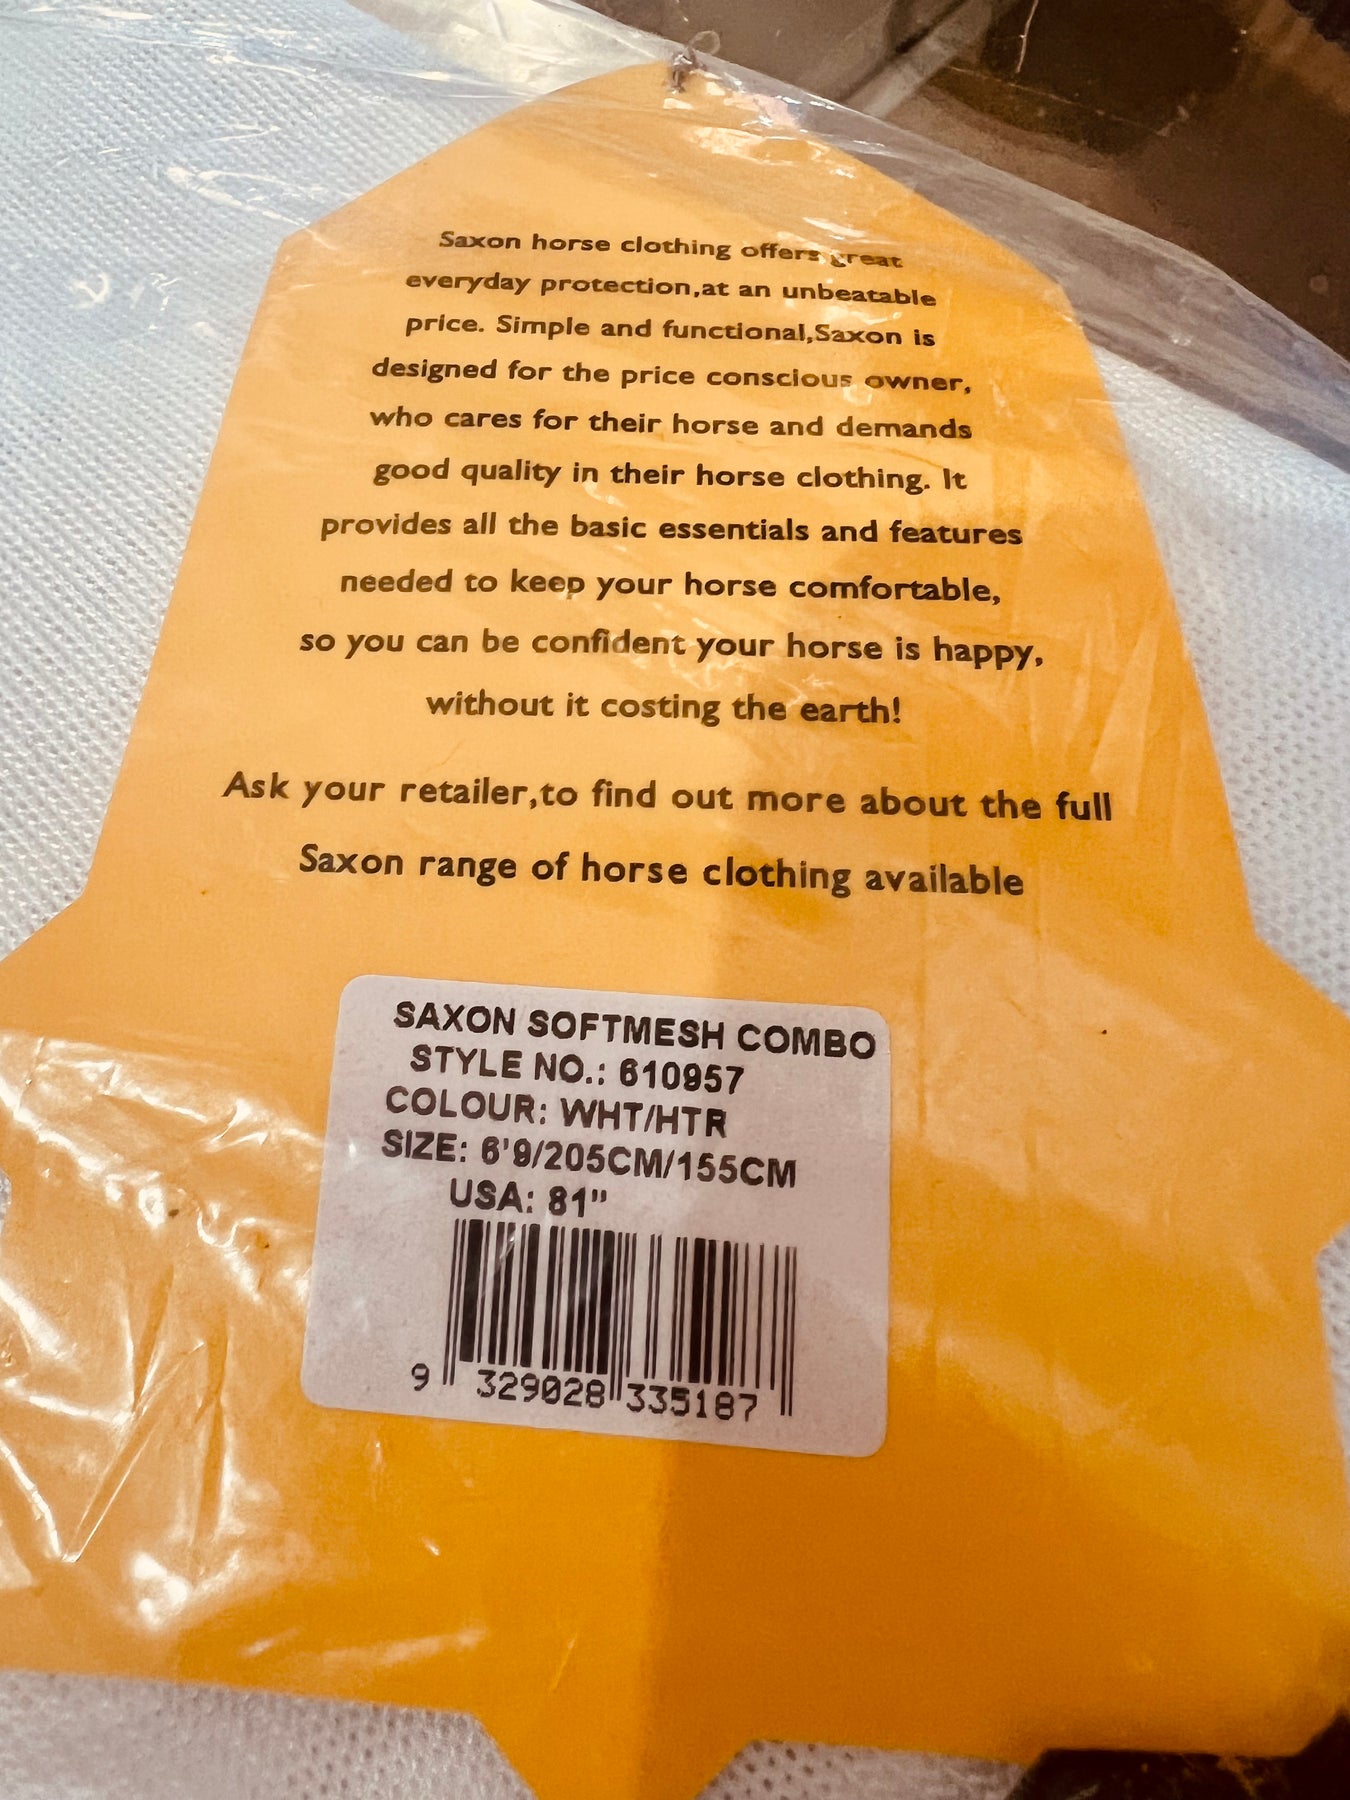 Saxon horse clothing offers great
everyday protection,at an unbeatable
price. Simple and functional,Saxon is
designed for the price conscious owner,
who cares for their horse and demands
good quality in their horse clothing. It
provides all the basic essentials and features
needed to keep your horse comfortable,
so you can be confident your horse is happy,
without it costing the earth!
Ask your retailer,to find out more about the full
Saxon range of horse clothing available
SAXON SOFTMESH COMBO
STYLE NO.: 610957
COLOUR: WHT/HTR
SIZE: 6'9/205CM/155CM
USA: 81"
9 329028 335187